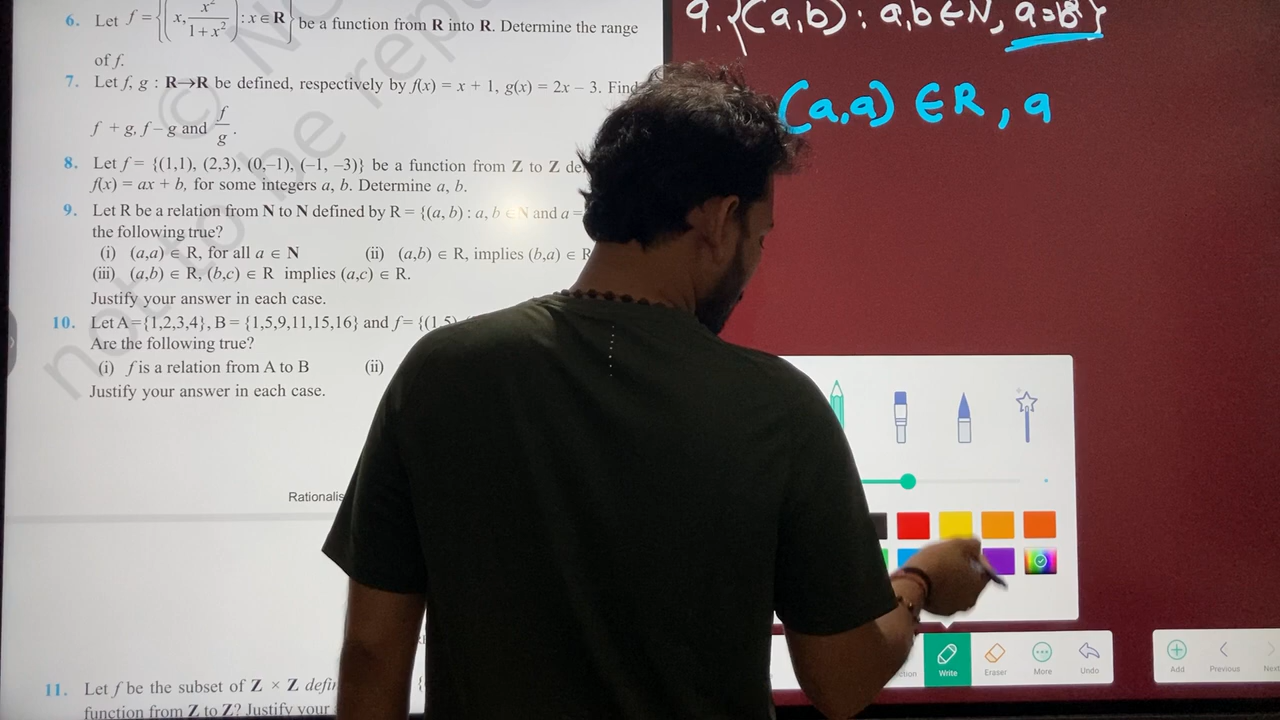 6. Let f = {(x, x²/1+x²) : x ∈ R} be a function from R into R. Determine the range
of f.
7. Let f, g : R→R be defined, respectively by f(x) = x + 1, g(x) = 2x – 3. Find
f + g, f – g and f/g.
8. Let f = {(1,1), (2,3), (0,–1), (–1, –3)} be a function from Z to Z de
f(x) = ax + b, for some integers a, b. Determine a, b.
9. Let R be a relation from N to N defined by R = {(a, b) : a, b ∈ N and a =
the following true?
(i) (a,a) ∈ R, for all a ∈ N (ii) (a,b) ∈ R, implies (b,a) ∈ R
(iii) (a,b) ∈ R, (b,c) ∈ R implies (a,c) ∈ R.
Justify your answer in each case.
10. Let A ={1,2,3,4}, B = {1,5,9,11,15,16} and f = {(1,5),
Are the following true?
(i) f is a relation from A to B (ii)
Justify your answer in each case.
Rationalis
11. Let f be the subset of Z × Z defin
function from Z to Z? Justify your
not to be repu
9. {(a,b) : a,b ∈ N, a=b²}
(a,a) ∈ R, a
Write
Eraser
More
Undo
Add
Previous
Next